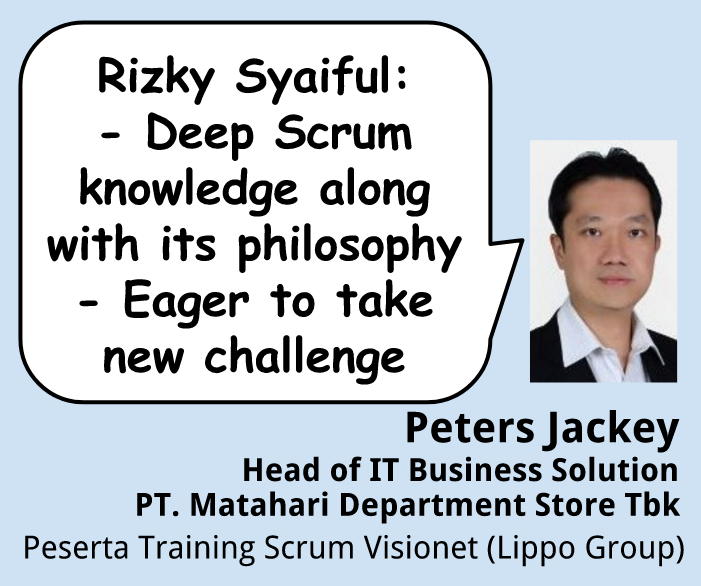 Rizky Syaiful:
- Deep Scrum
knowledge along
with its philosophy
- Eager to take
new challenge
Peters Jackey
Head of IT Business Solution
PT. Matahari Department Store Tbk
Peserta Training Scrum Visionet (Lippo Group)